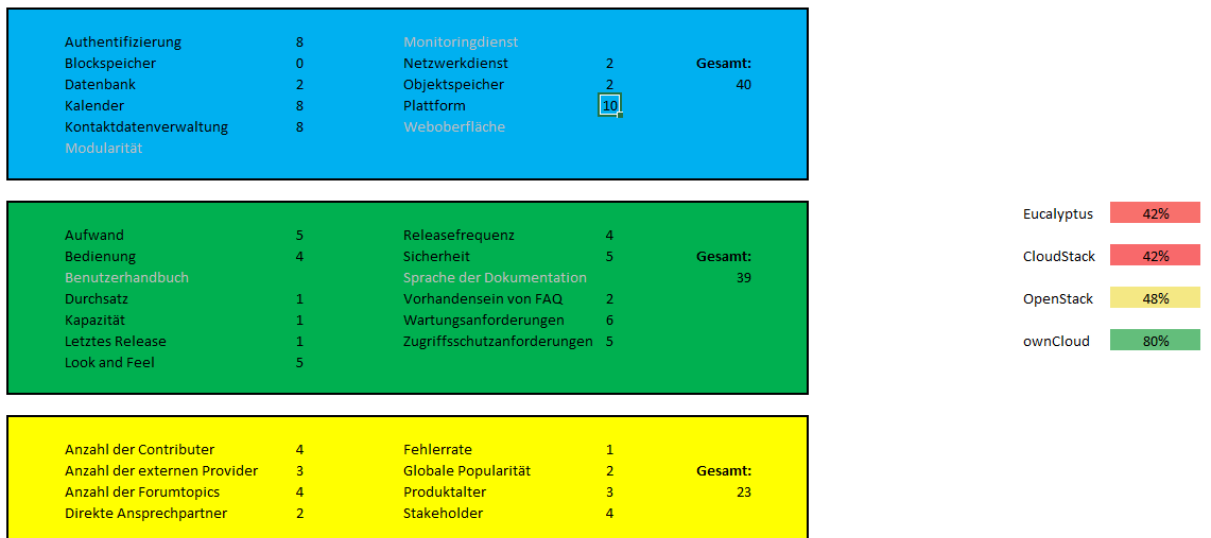 Authentifizierung 8 Monitoringdienst
Blockspeicher 0 Netzwerkdienst 2 Gesamt:
Datenbank 2 Objektspeicher 2 40
Kalender 8 Plattform 10
Kontaktdatenverwaltung 8 Weboberfläche
Modularität
Aufwand 5 Releasefrequenz 4
Bedienung 4 Sicherheit 5 Gesamt:
Benutzerhandbuch Sprache der Dokumentation 39
Durchsatz 1 Vorhandensein von FAQ 2
Kapazität 1 Wartungsanforderungen 6
Letztes Release 1 Zugriffsschutzanforderungen 5
Look and Feel 5
Eucalyptus 42%
CloudStack 42%
OpenStack 48%
ownCloud 80%
Anzahl der Contributer 4 Fehlerrate 1
Anzahl der externen Provider 3 Globale Popularität 2 Gesamt:
Anzahl der Forumtopics 4 Produktalter 3 23
Direkte Ansprechpartner 2 Stakeholder 4